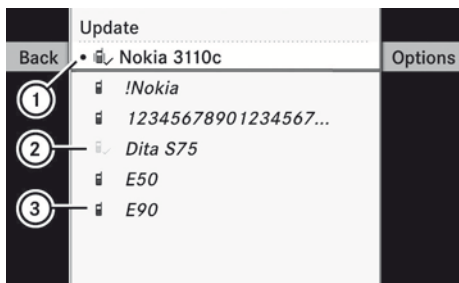 Update
Back • Nokia 3110c Options
1
!Nokia
12345678901234567...
2 Dita S75
E50
3 E90